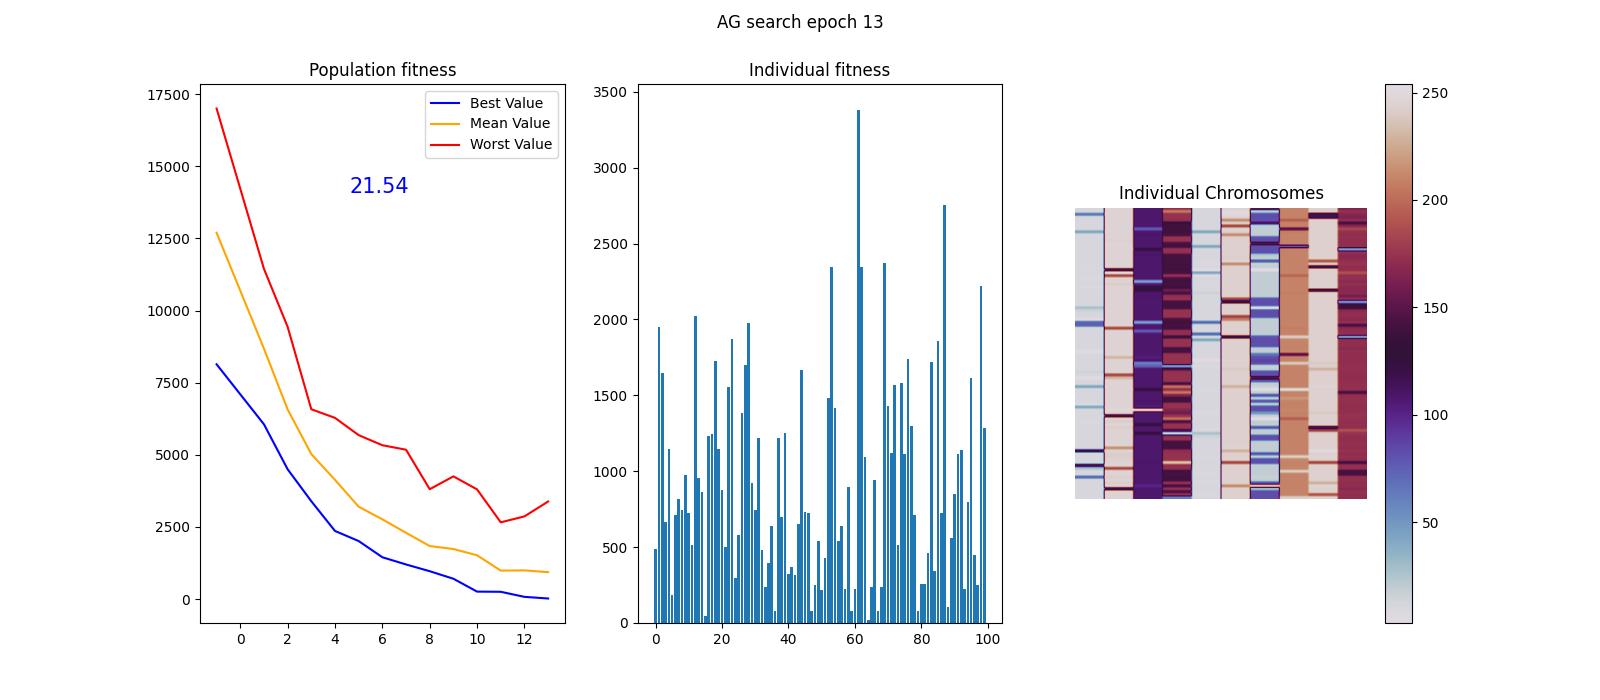 AG search epoch 13
Population fitness
17500
15000
12500
10000
7500
5000
2500
0
0 2 4 6 8 10 12
Best Value
Mean Value
Worst Value
21.54
Individual fitness
3500
3000
2500
2000
1500
1000
500
0
0 20 40 60 80 100
Individual Chromosomes
250
200
150
100
50